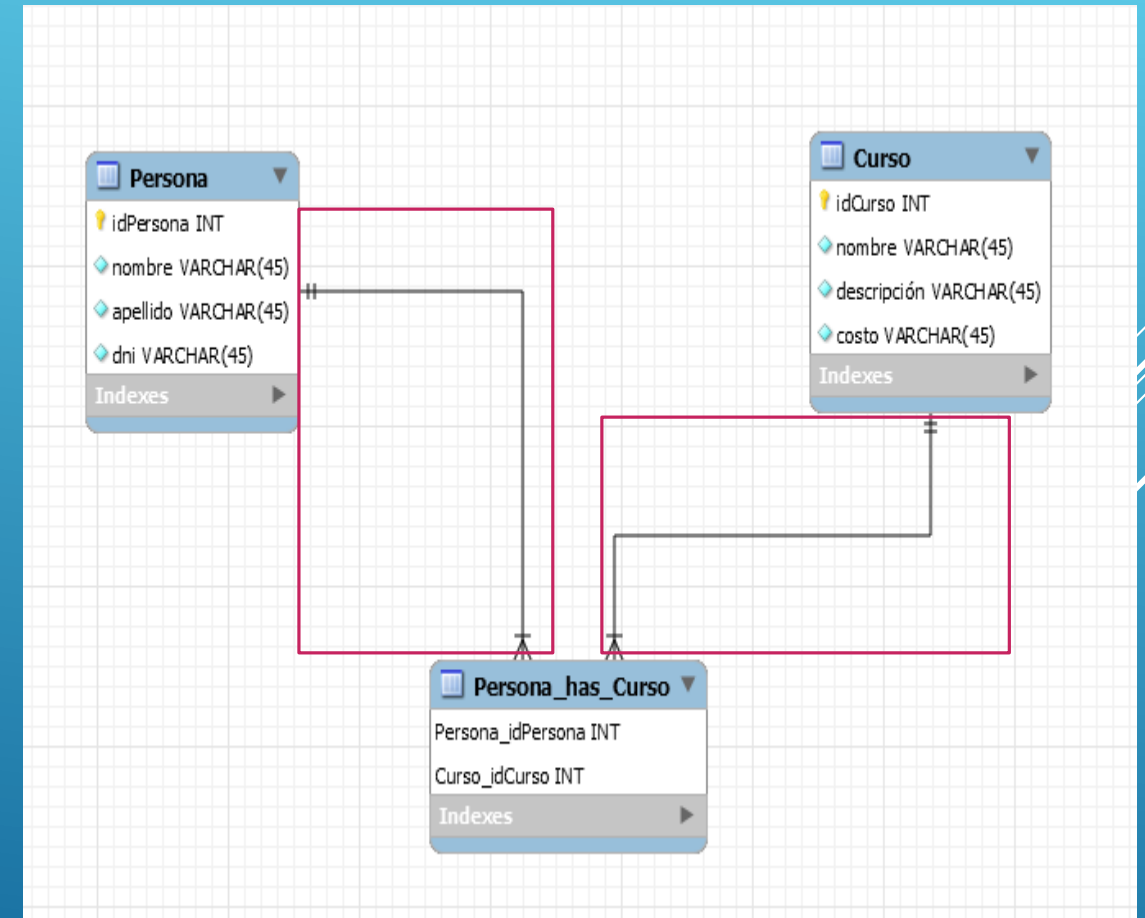 Persona
idPersona INT
nombre VARCHAR(45)
apellido VARCHAR(45)
dni VARCHAR(45)
Indexes
Curso
idCurso INT
nombre VARCHAR(45)
descripción VARCHAR(45)
costo VARCHAR(45)
Indexes
Persona_has_Curso
Persona_idPersona INT
Curso_idCurso INT
Indexes